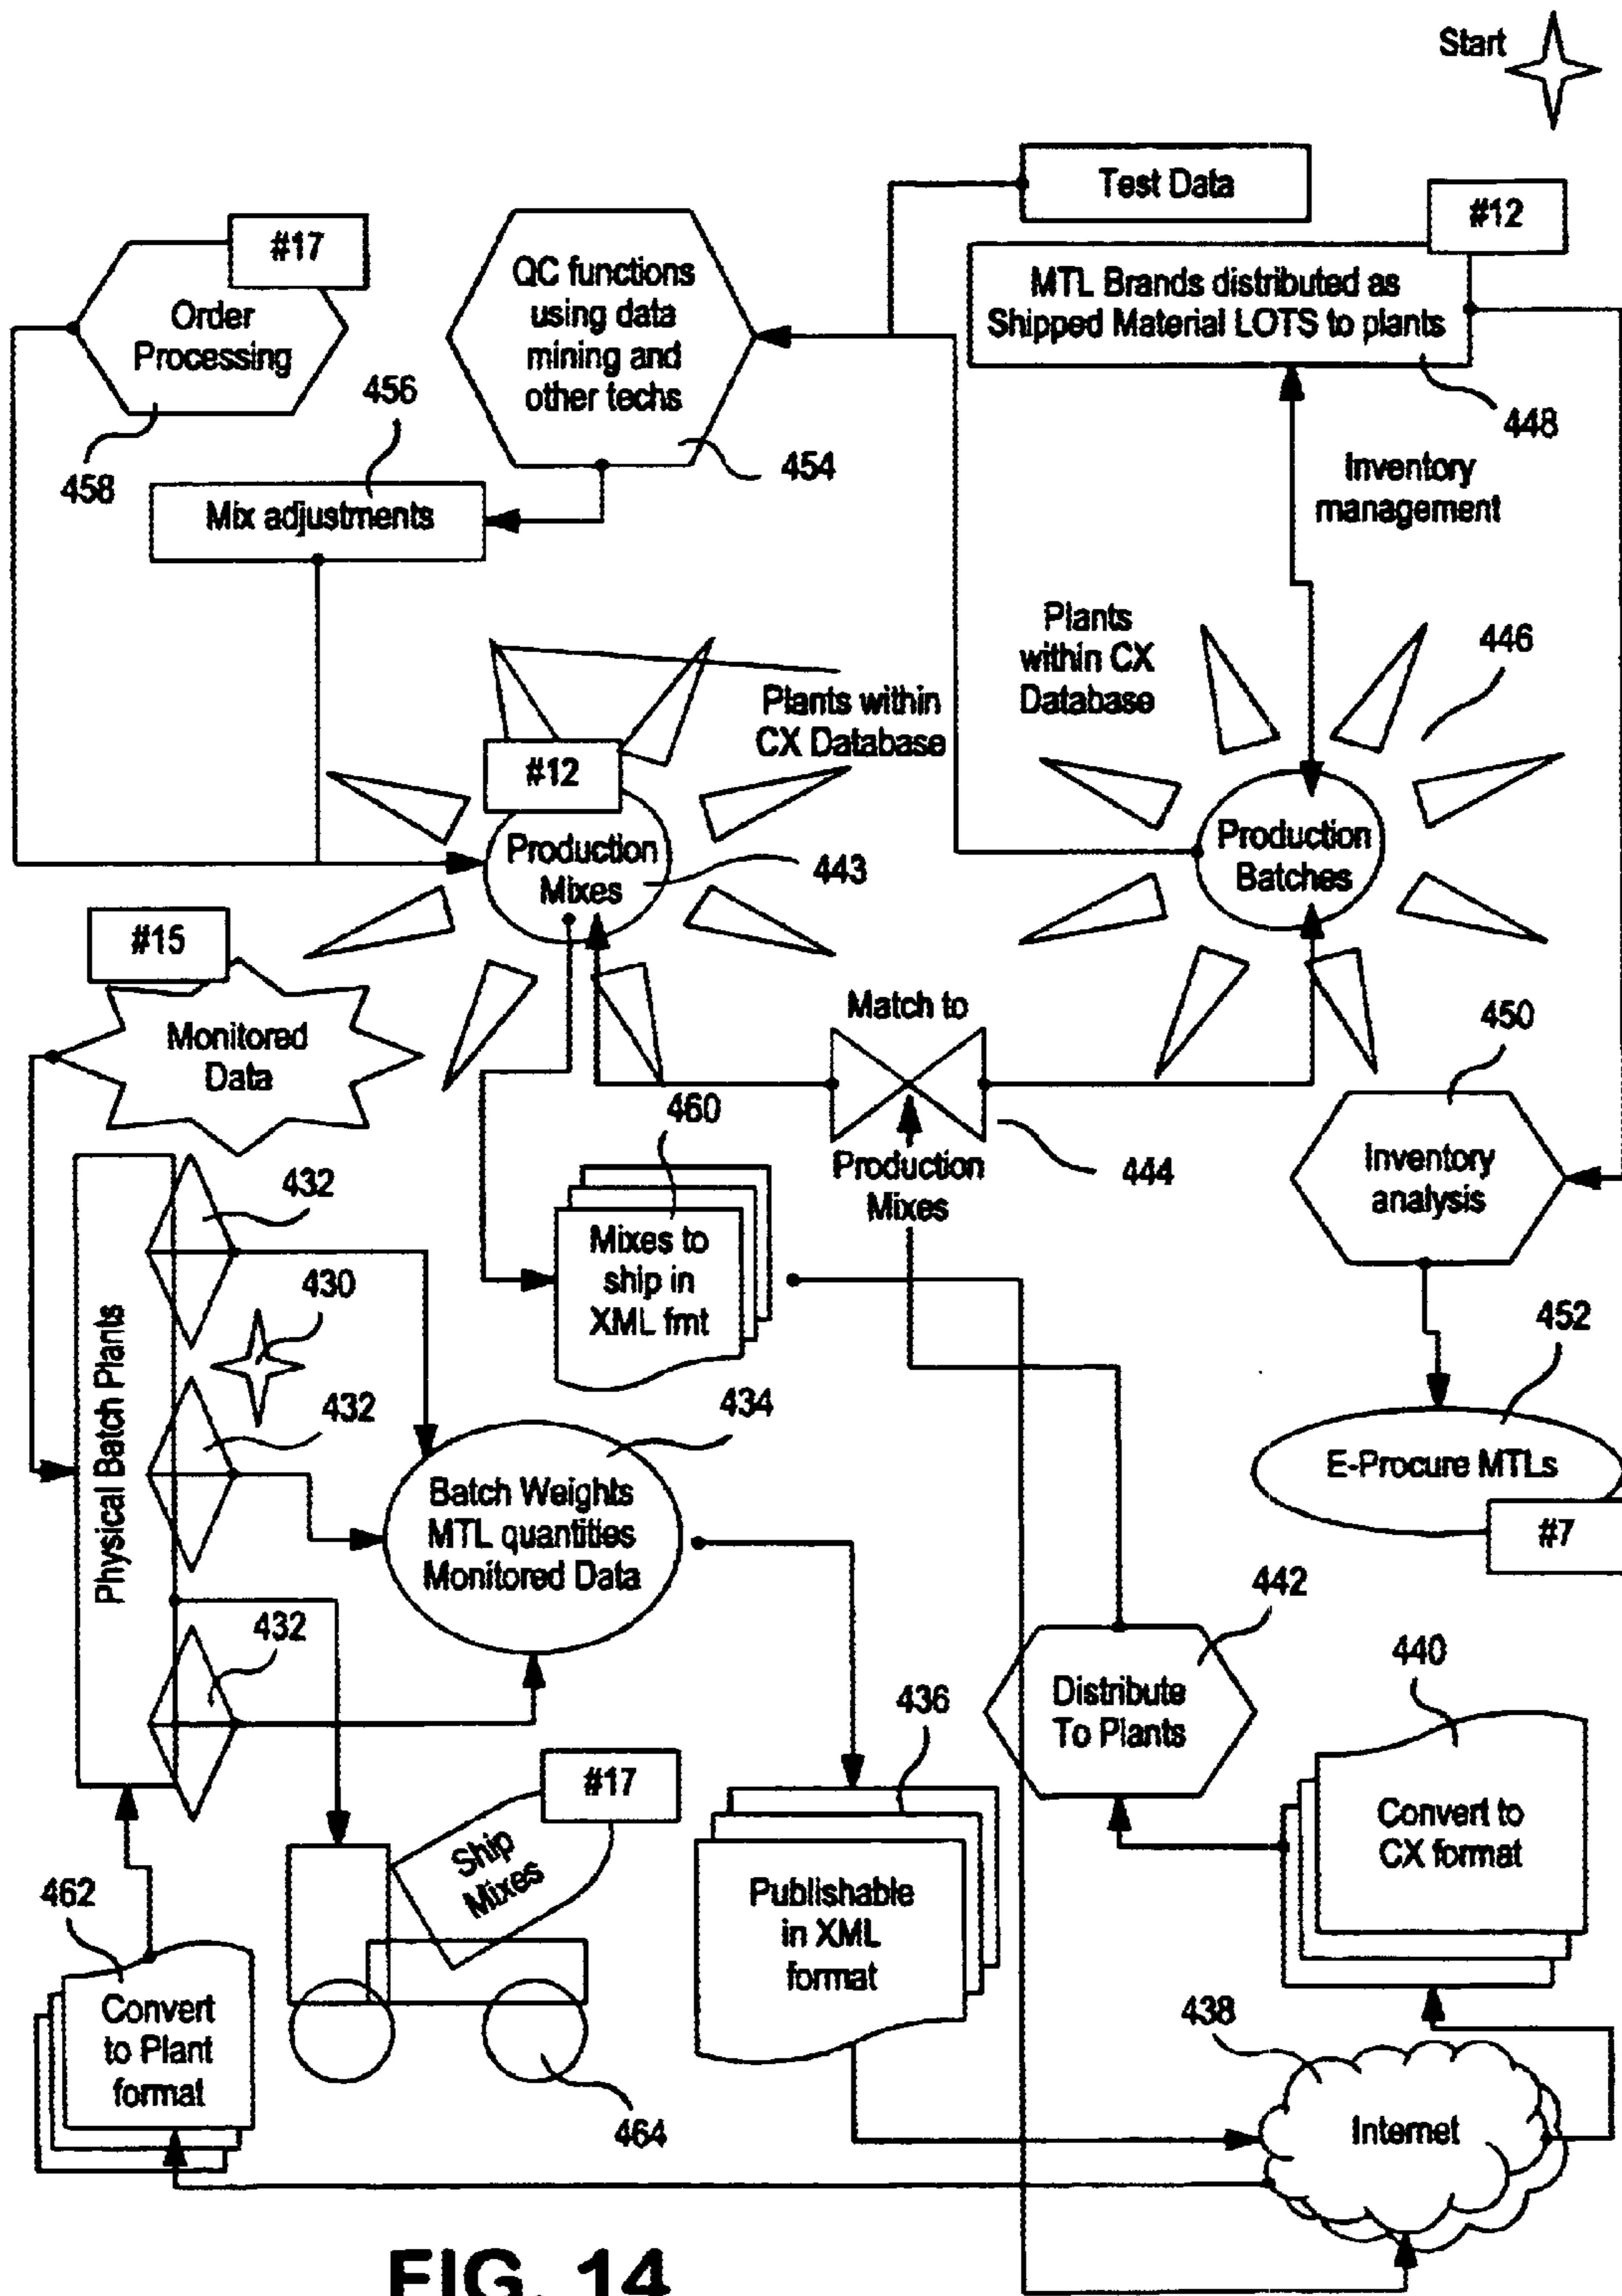 Start
Test Data
#12
MTL Brands distributed as
Shipped Material LOTS to plants
448
#17
Order
Processing
458
QC functions
using data
mining and
other techs
454
456
Mix adjustments
Inventory
management
Plants
within CX
Database
446
Plants within
CX Database
#12
Production
Mixes
443
Production
Batches
#15
Monitored
Data
Match to
444
Production
Mixes
450
Inventory
analysis
460
Mixes to
ship in
XML fmt
432
430
432
432
Physical Batch Plants
434
Batch Weights
MTL quantities
Monitored Data
452
E-Procure MTLs
#7
442
Distribute
To Plants
440
Convert to
CX format
436
Publishable
in XML
format
#17
Ship
Mixes
464
462
Convert
to Plant
format
438
Internet
FIG. 14